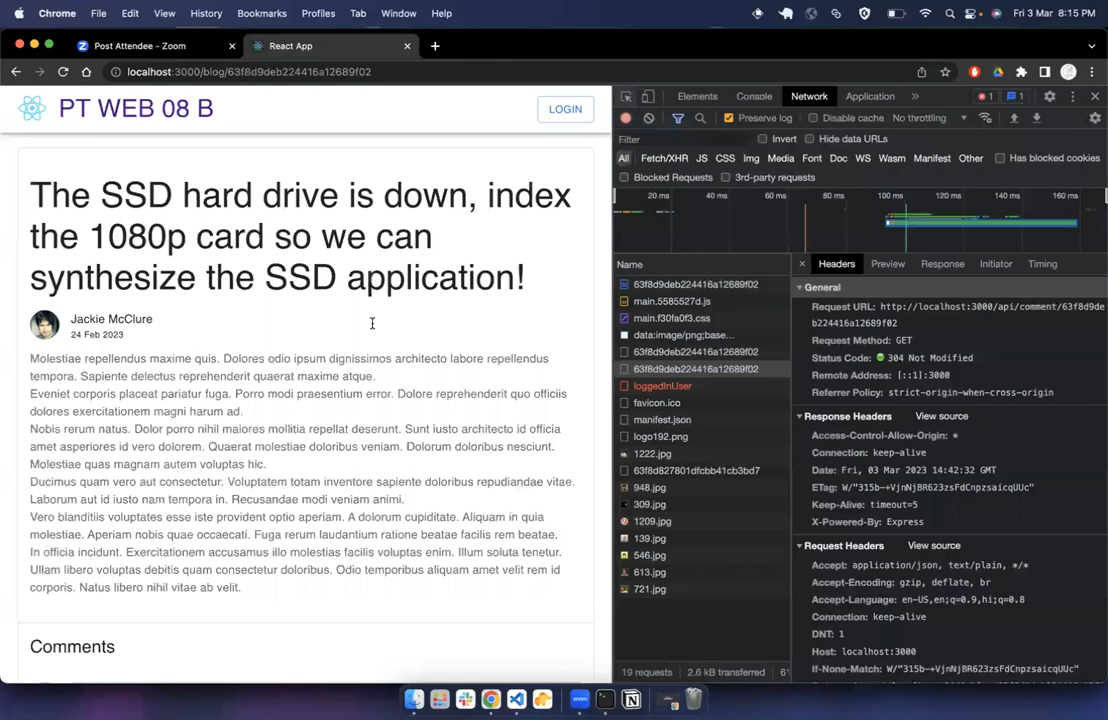 Chrome File Edit View History Bookmarks Profiles Tab Window Help Fri 3 Mar 8:15 PM
Post Attendee - Zoom
React App
localhost:3000/blog/63f8d9deb224416a12689f02
PT WEB 08 B
LOGIN
The SSD hard drive is down, index
the 1080p card so we can
synthesize the SSD application!
Jackie McClure
24 Feb 2023
Molestiae repellendus maxime quis. Dolores odio ipsum dignissimos architecto labore repellendus
tempora. Sapiente delectus reprehenderit quaerat maxime atque.
Eveniet corporis placeat pariatur fuga. Porro modi praesentium error. Dolore reprehenderit quo officiis
dolores exercitationem magni harum ad.
Nobis rerum natus. Dolor porro nihil maiores mollitia repellat deserunt. Sunt iusto architecto id officia
amet asperiores id vero dolorem. Quaerat molestiae doloribus veniam. Dolorum doloribus nesciunt.
Molestiae quas magnam autem voluptas hic.
Ducimus quam vero aut consectetur. Voluptatem totam inventore sapiente doloribus repudiandae vitae.
Laborum aut id iusto nam tempora in. Recusandae modi veniam animi.
Vero blanditiis voluptates esse iste provident optio aperiam. A dolorum cupiditate. Aliquam in quia
molestiae. Aperiam nobis quae occaecati. Fuga rerum laudantium ratione beatae facilis rem beatae.
In officia incidunt. Exercitationem accusamus illo molestias facilis voluptas enim. Illum soluta tenetur.
Ullam libero voluptas debitis quam consectetur doloribus. Odio temporibus aliquam amet velit rem id
corporis. Natus libero nihil vitae ab velit.
Comments
Elements Console Network Application » 1 1
Preserve log Disable cache No throttling
Filter Invert Hide data URLs
All Fetch/XHR JS CSS Img Media Font Doc WS Wasm Manifest Other Has blocked cookies
Blocked Requests 3rd-party requests
20 ms 40 ms 60 ms 80 ms 100 ms 120 ms 140 ms 160 ms
Name
63f8d9deb224416a12689f02
main.5585527d.js
main.f30fa0f3.css
data:image/png;base...
63f8d9deb224416a12689f02
63f8d9deb224416a12689f02
loggedInUser
favicon.ico
manifest.json
logo192.png
1222.jpg
63f8d827801dfcbb41cb3bd7
948.jpg
309.jpg
1209.jpg
139.jpg
546.jpg
613.jpg
721.jpg
19 requests 2.6 kB transferred 61
Headers Preview Response Initiator Timing
General
Request URL: http://localhost:3000/api/comment/63f8d9de
b224416a12689f02
Request Method: GET
Status Code: 304 Not Modified
Remote Address: [::1]:3000
Referrer Policy: strict-origin-when-cross-origin
Response Headers View source
Access-Control-Allow-Origin: *
Connection: keep-alive
Date: Fri, 03 Mar 2023 14:42:32 GMT
ETag: W/"315b-+VjnNjBR623zsFdCnpzsaicqUUc"
Keep-Alive: timeout=5
X-Powered-By: Express
Request Headers View source
Accept: application/json, text/plain, */*
Accept-Encoding: gzip, deflate, br
Accept-Language: en-US,en;q=0.9,hi;q=0.8
Connection: keep-alive
DNT: 1
Host: localhost:3000
If-None-Match: W/"315b-+VjnNjBR623zsFdCnpzsaicqUUc"